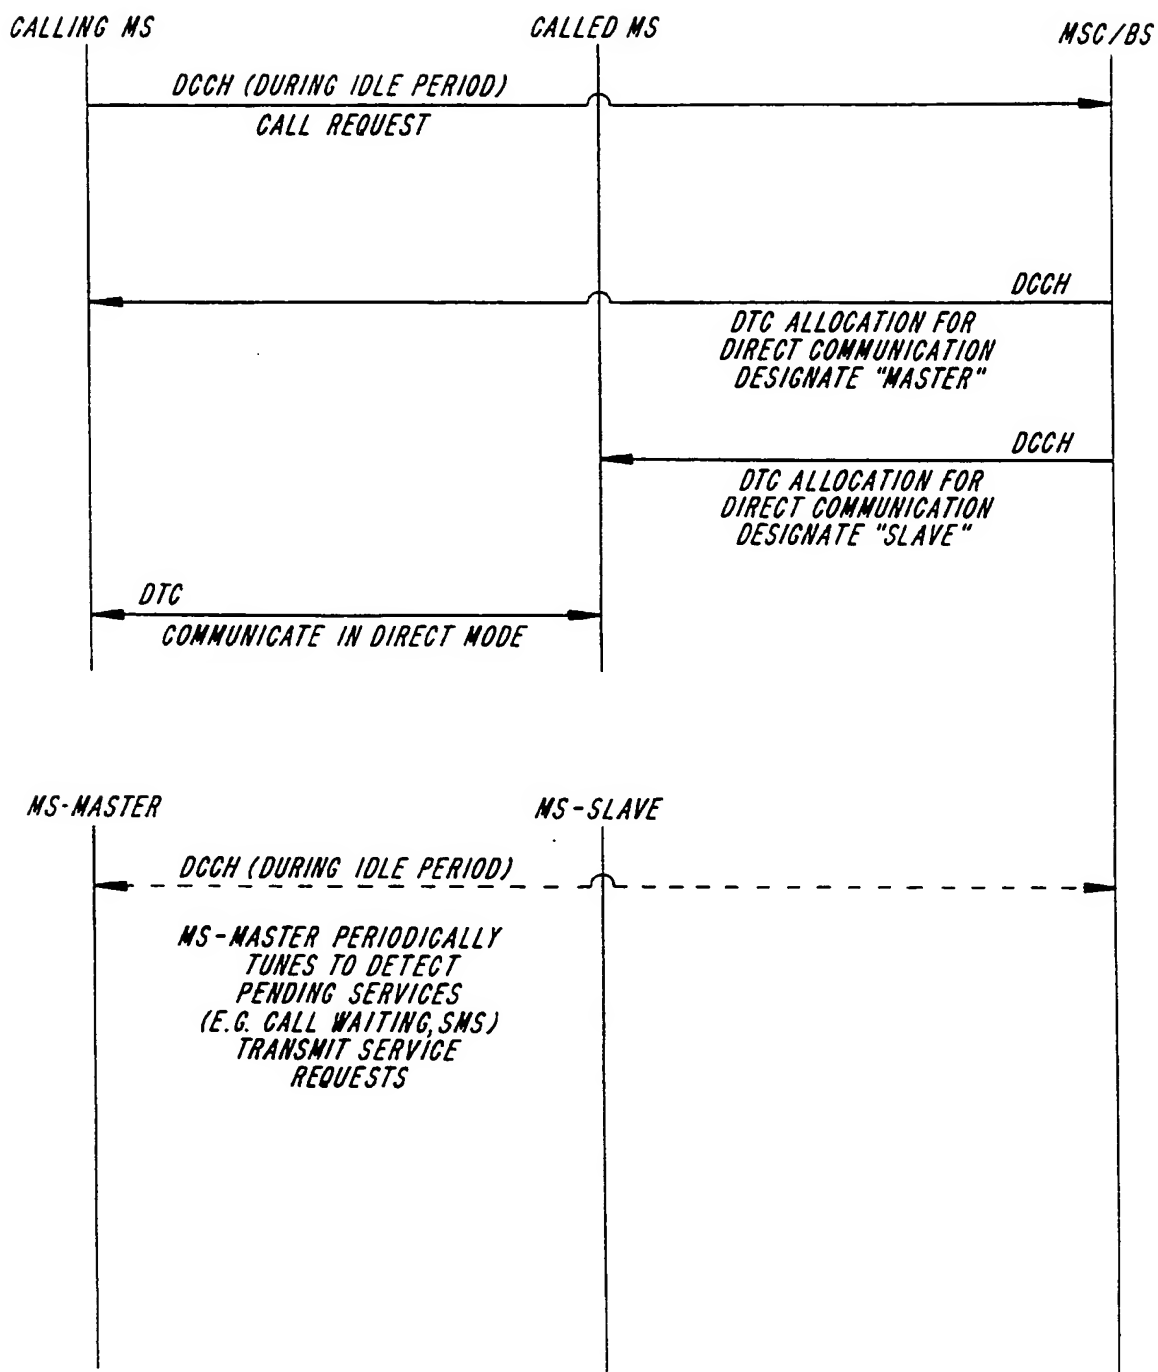 CALLING MS
CALLED MS
MSC/BS
DCCH (DURING IDLE PERIOD)
CALL REQUEST
DCCH
DTC ALLOCATION FOR
DIRECT COMMUNICATION
DESIGNATE "MASTER"
DCCH
DTC ALLOCATION FOR
DIRECT COMMUNICATION
DESIGNATE "SLAVE"
DTC
COMMUNICATE IN DIRECT MODE
MS-MASTER
MS-SLAVE
DCCH (DURING IDLE PERIOD)
MS-MASTER PERIODICALLY
TUNES TO DETECT
PENDING SERVICES
(E.G. CALL WAITING, SMS)
TRANSMIT SERVICE
REQUESTS